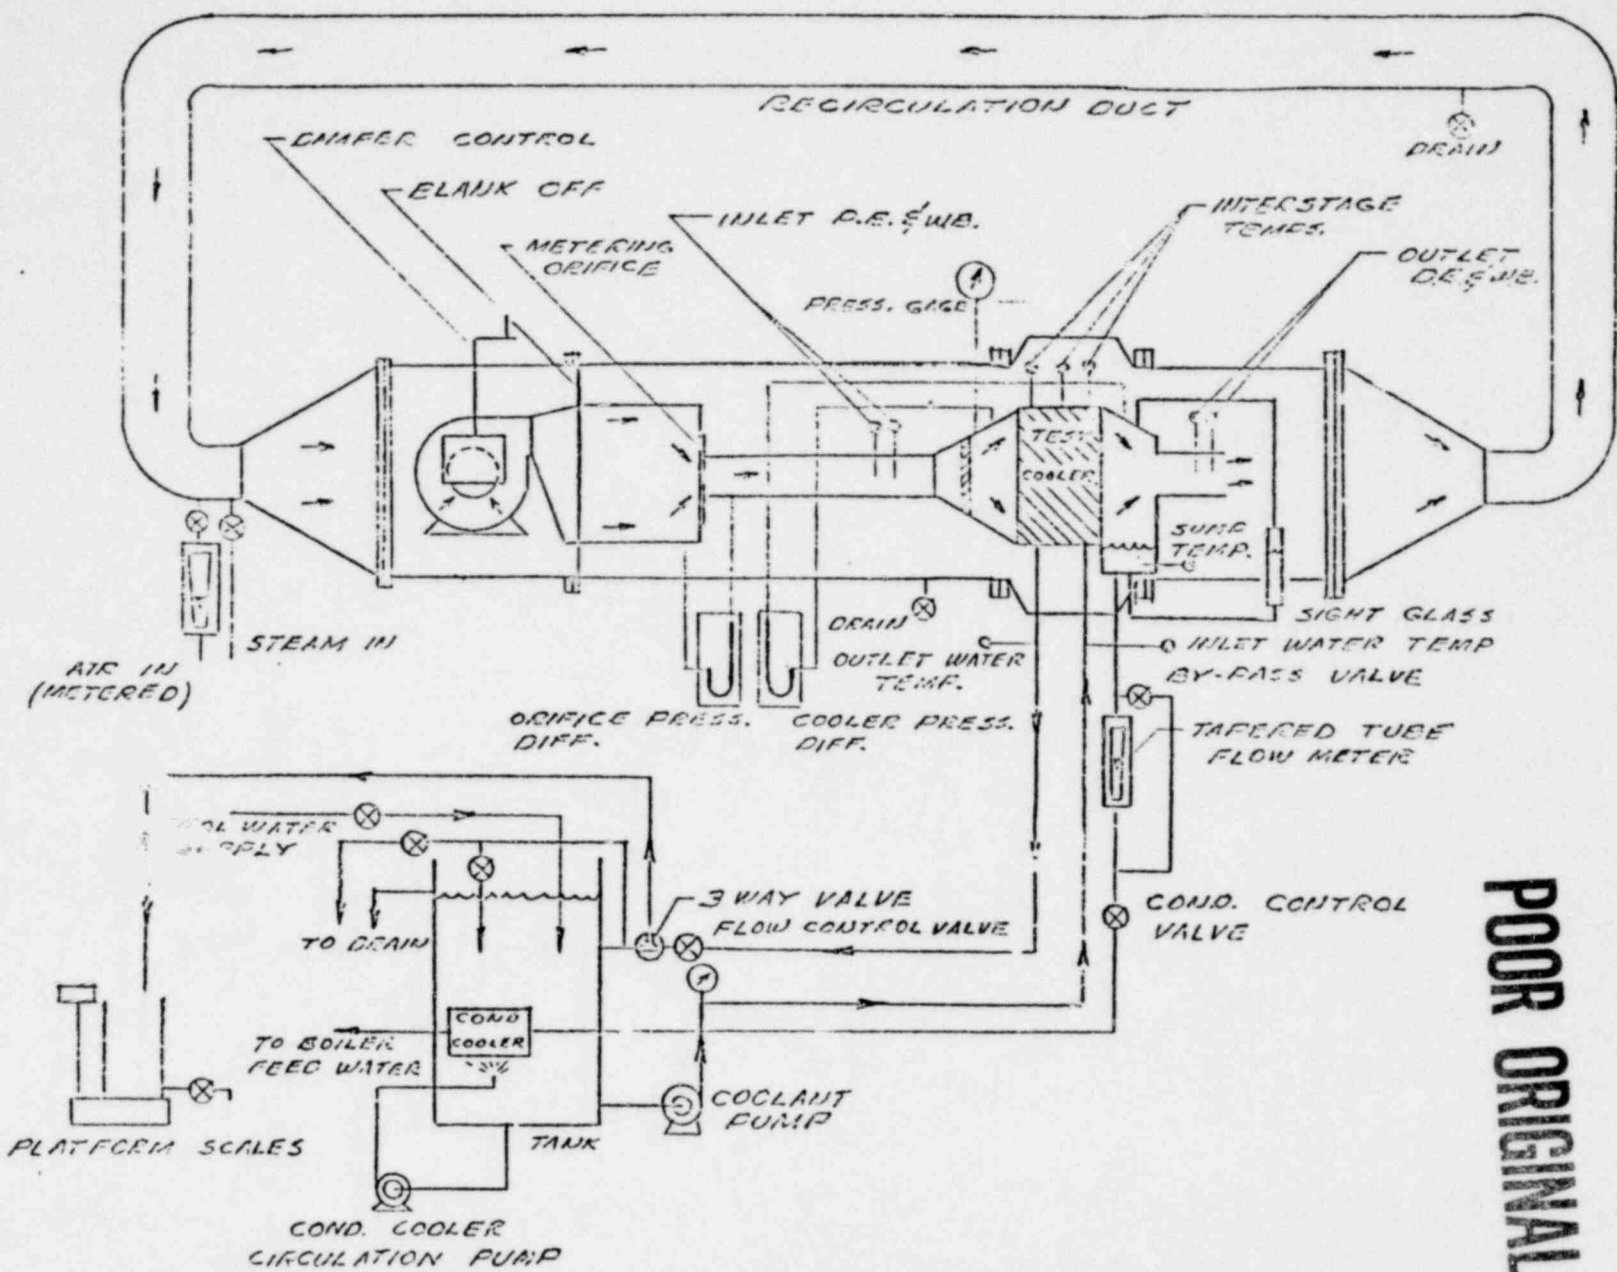 RECIRCULATION DUCT
DRAIN
DAMPER CONTROL
BLANK OFF
METERING
ORIFICE
INLET D.B. & WB.
PRESS. GAGE
INTERSTAGE
TEMPS.
OUTLET
D.B. & WB.
TEST
COOLER
SUMP
TEMP.
SIGHT GLASS
STEAM IN
AIR IN
(METERED)
DRAIN
OUTLET WATER
TEMP.
INLET WATER TEMP
BY-PASS VALVE
ORIFICE PRESS.
DIFF.
COOLER PRESS.
DIFF.
TAPERED TUBE
FLOW METER
WATER
3 WAY VALVE
FLOW CONTROL VALVE
COND. CONTROL
VALVE
TO DRAIN
COND
COOLER
TO BOILER
FEED WATER
COOLANT
PUMP
PLATFORM SCALES
TANK
COND. COOLER
CIRCULATION PUMP
POOR ORIGINAL